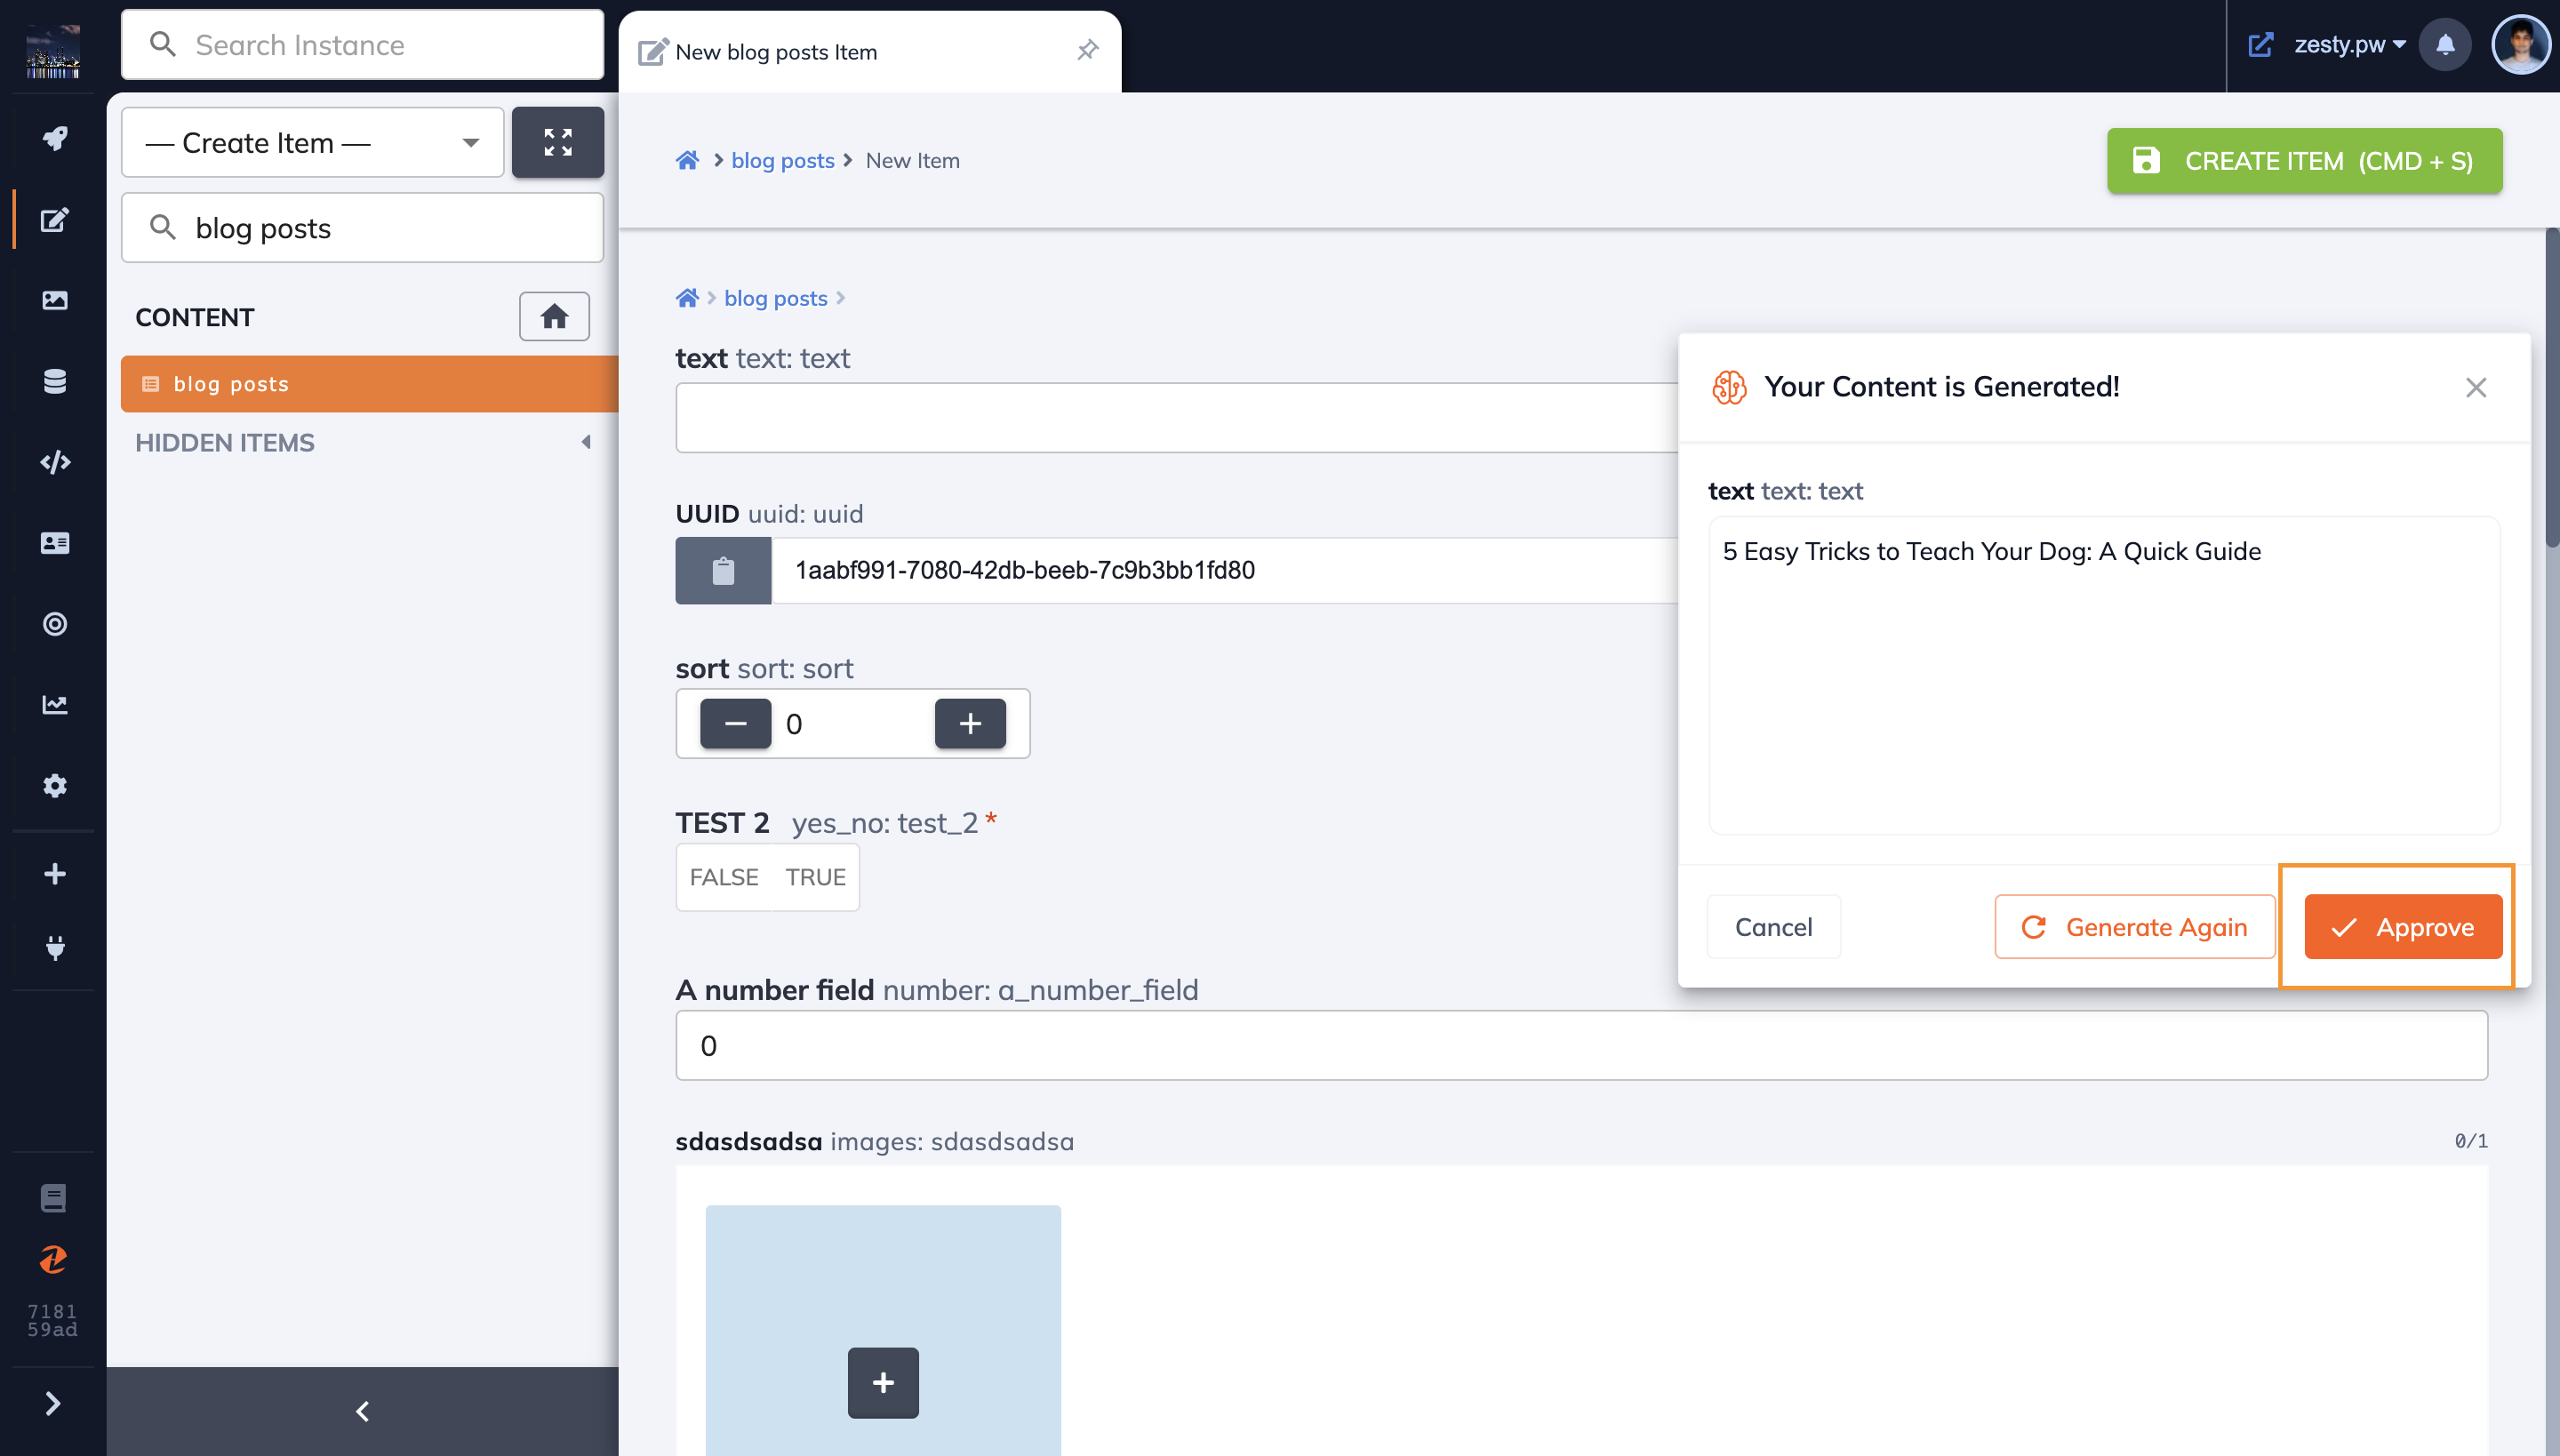 Search Instance
New blog posts Item
zesty.pw
— Create Item —
blog posts
CONTENT
blog posts
HIDDEN ITEMS
7181
59ad
blog posts New Item
CREATE ITEM (CMD + S)
blog posts
text text: text
UUID uuid: uuid
1aabf991-7080-42db-beeb-7c9b3bb1fd80
sort sort: sort
0
TEST 2 yes_no: test_2 *
FALSE TRUE
A number field number: a_number_field
0
sdasdsadsa images: sdasdsadsa
0/1
Your Content is Generated!
text text: text
5 Easy Tricks to Teach Your Dog: A Quick Guide
Cancel
Generate Again
Approve